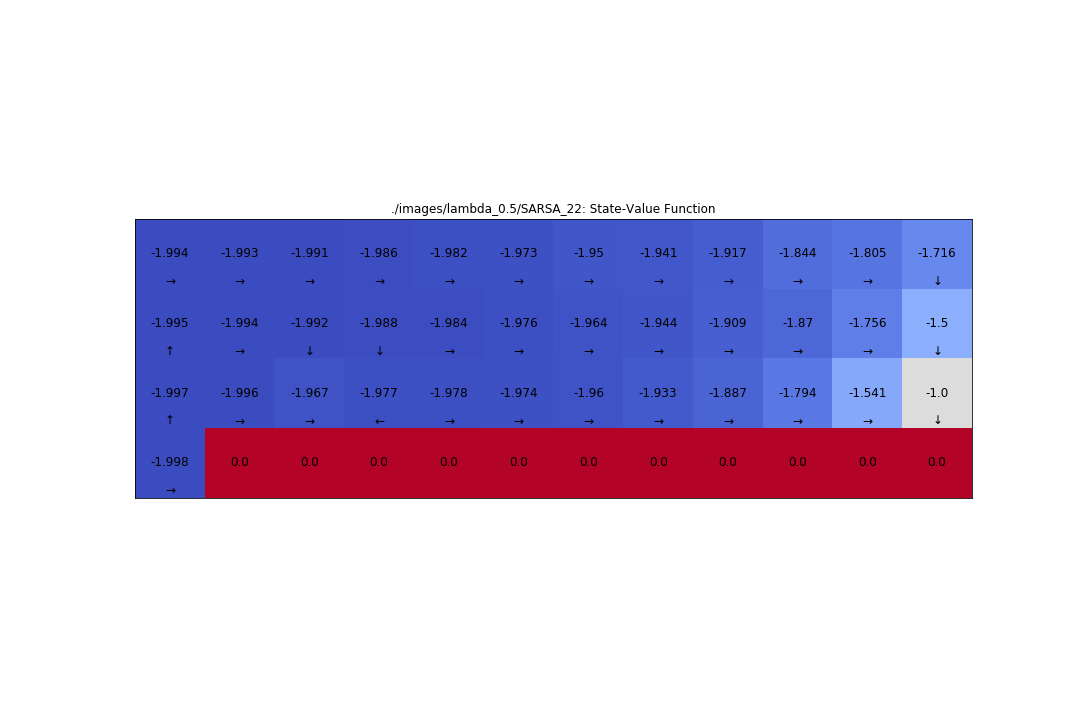 ./images/lambda_0.5/SARSA_22: State-Value Function
-1.994 -1.993 -1.991 -1.986 -1.982 -1.973 -1.95 -1.941 -1.917 -1.844 -1.805 -1.716
→ → → → → → → → → → → ↓
-1.995 -1.994 -1.992 -1.988 -1.984 -1.976 -1.964 -1.944 -1.909 -1.87 -1.756 -1.5
↑ → ↓ ↓ → → → → → → → ↓
-1.997 -1.996 -1.967 -1.977 -1.978 -1.974 -1.96 -1.933 -1.887 -1.794 -1.541 -1.0
↑ → → ← → → → → → → → ↓
-1.998 0.0 0.0 0.0 0.0 0.0 0.0 0.0 0.0 0.0 0.0 0.0
→